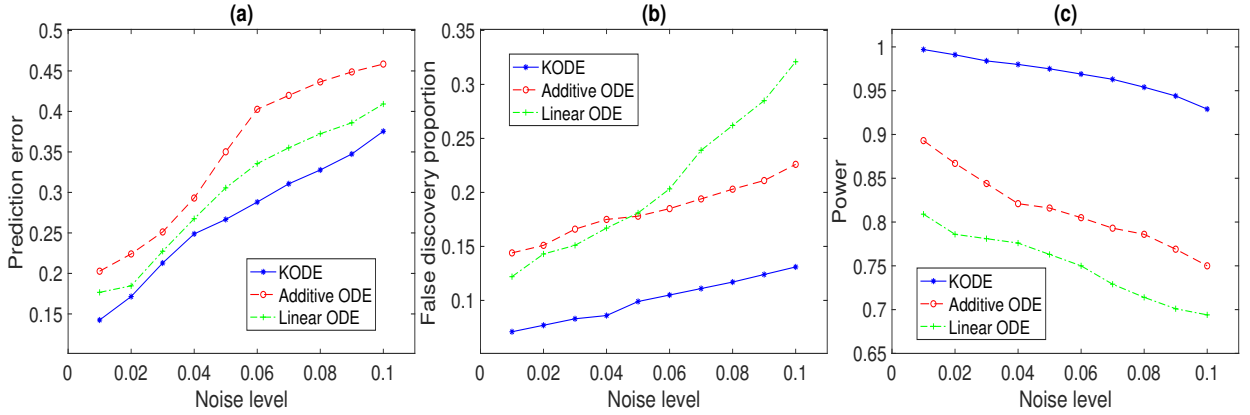 (a)
0.5
0.45
0.4
0.35
0.3
0.25
0.2
0.15
Prediction error
KODE
Additive ODE
Linear ODE
0 0.02 0.04 0.06 0.08 0.1
Noise level
(b)
0.35
0.3
0.25
0.2
0.15
0.1
False discovery proportion
KODE
Additive ODE
Linear ODE
0 0.02 0.04 0.06 0.08 0.1
Noise level
(c)
1
0.95
0.9
0.85
0.8
0.75
0.7
0.65
Power
KODE
Additive ODE
Linear ODE
0 0.02 0.04 0.06 0.08 0.1
Noise level